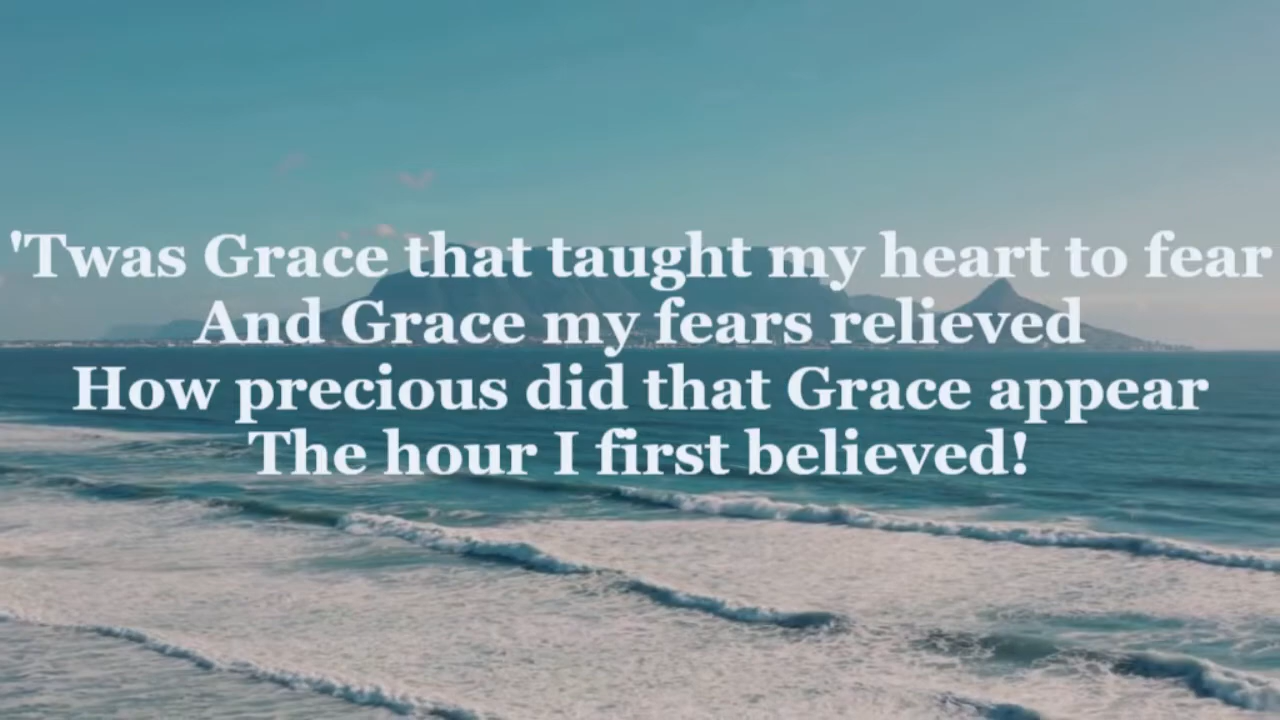 'Twas Grace that taught my heart to fear
And Grace my fears relieved
How precious did that Grace appear
The hour I first believed!